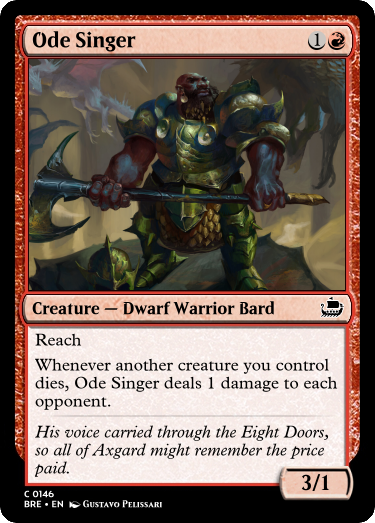 Ode Singer 1
Creature — Dwarf Warrior Bard
Reach
Whenever another creature you control
dies, Ode Singer deals 1 damage to each
opponent.
His voice carried through the Eight Doors,
so all of Axgard might remember the price
paid.
3/1
C 0146
BRE • EN Gustavo Pelissari